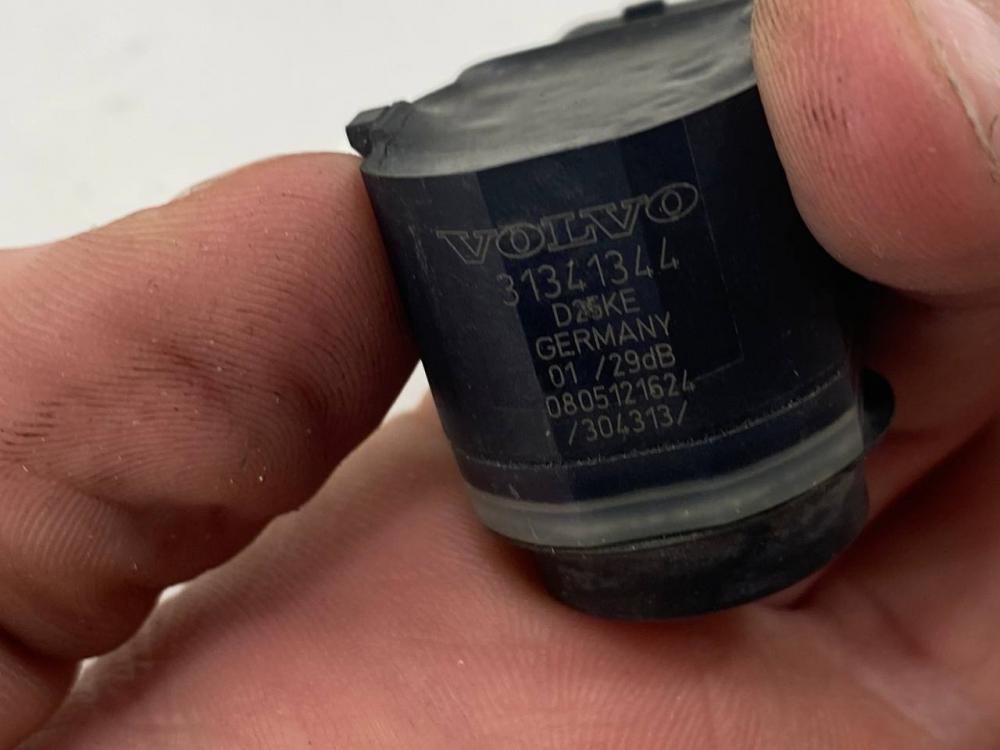 VOLVO
31341344
D25KE
GERMANY
01 /29dB
0805121624
/304313/